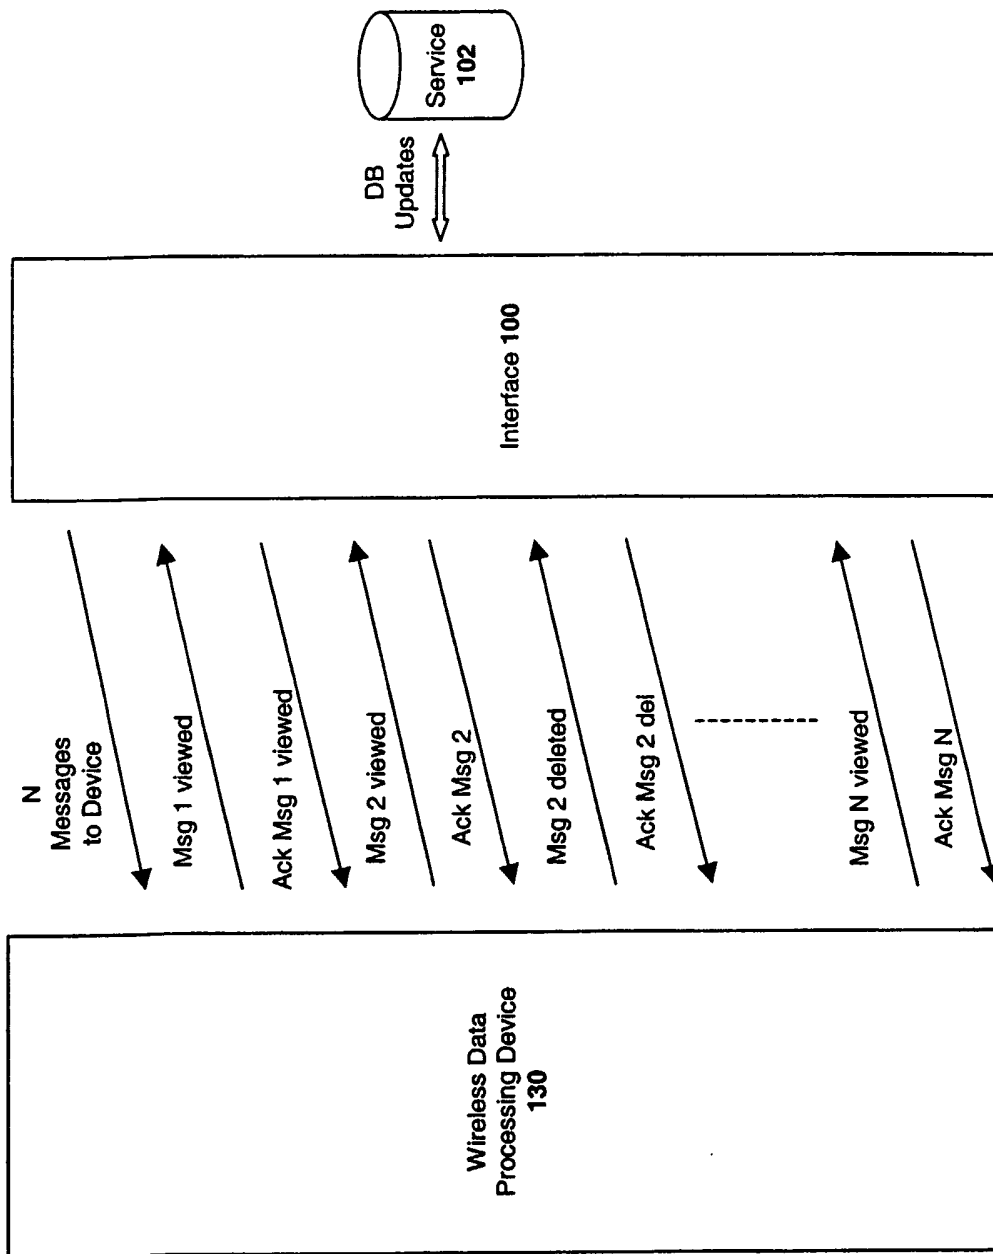 N
Messages
to Device
Msg 1 viewed
Ack Msg 1 viewed
Msg 2 viewed
Ack Msg 2
Msg 2 deleted
Ack Msg 2 del
Msg N viewed
Ack Msg N
Wireless Data
Processing Device
130
Interface 100
DB
Updates
Service
102